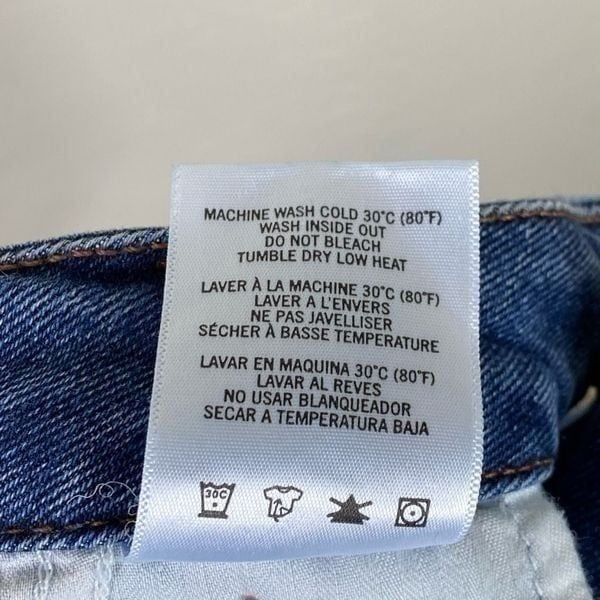 MACHINE WASH COLD 30°C (80°F)
WASH INSIDE OUT
DO NOT BLEACH
TUMBLE DRY LOW HEAT
LAVER À LA MACHINE 30°C (80°F)
LAVER A L'ENVERS
NE PAS JAVELLISER
SÉCHER À BASSE TEMPERATURE
LAVAR EN MAQUINA 30°C (80°F)
LAVAR AL REVES
NO USAR BLANQUEADOR
SECAR A TEMPERATURA BAJA
30C